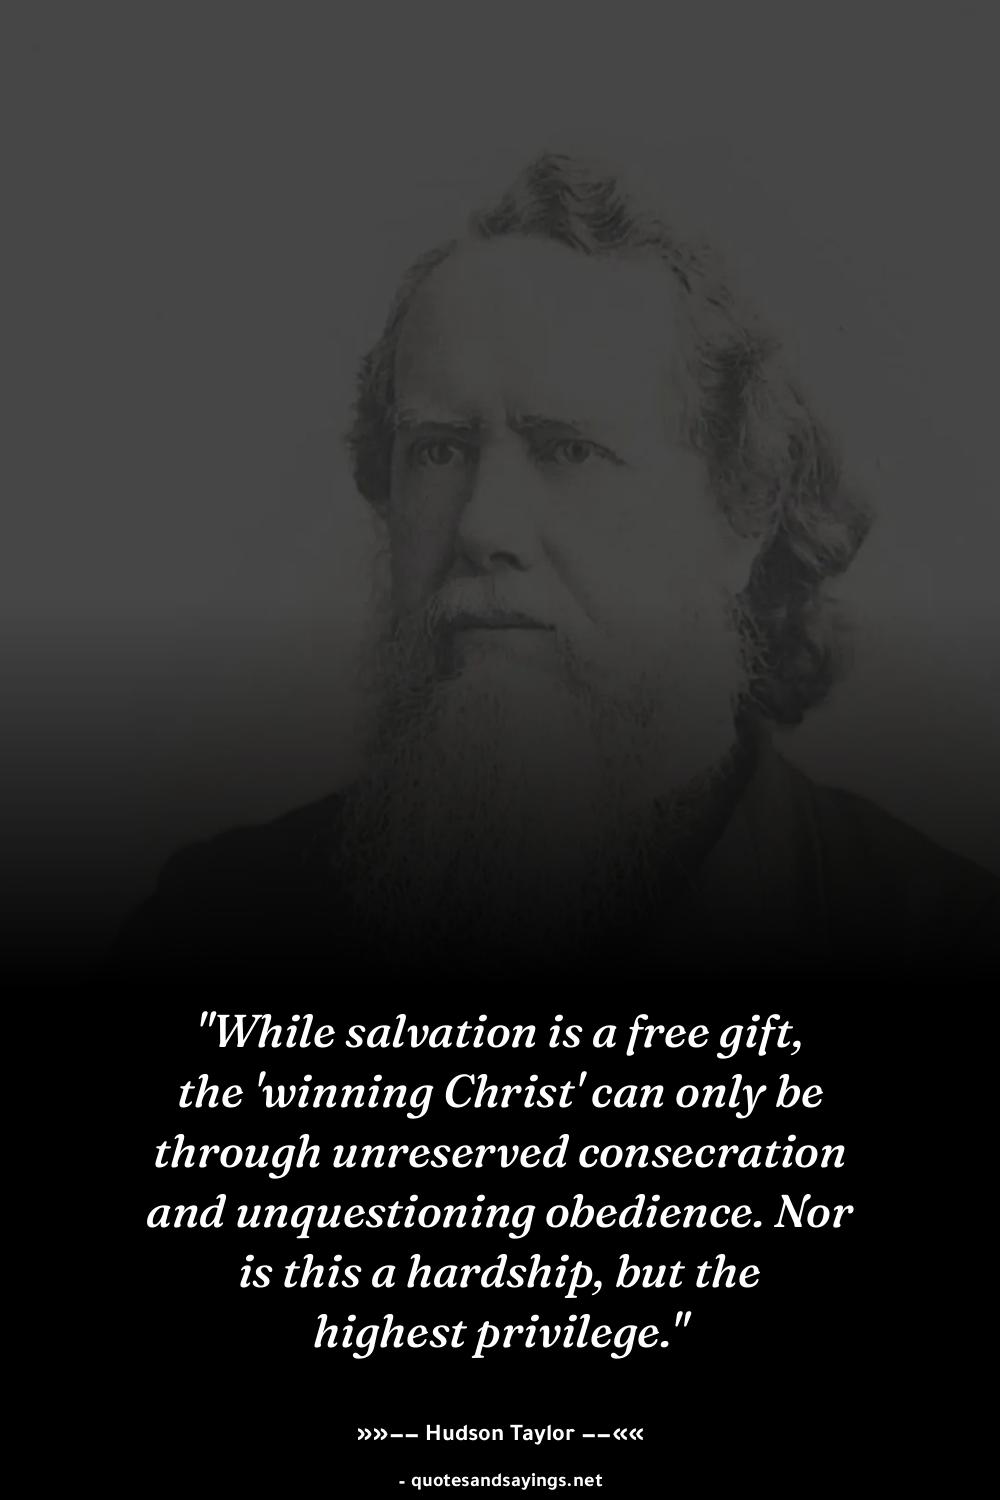 "While salvation is a free gift,
the 'winning Christ' can only be
through unreserved consecration
and unquestioning obedience. Nor
is this a hardship, but the
highest privilege."
»»-- Hudson Taylor --««
- quotesandsayings.net